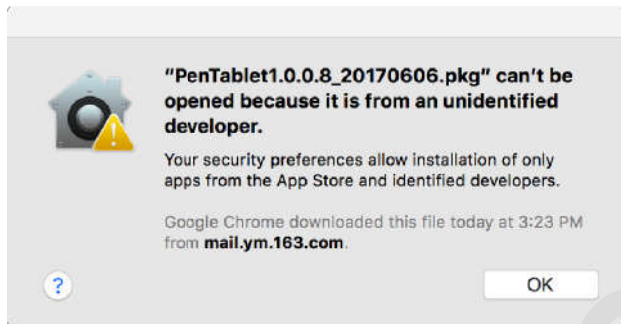 “PenTablet1.0.0.8_20170606.pkg” can’t be
opened because it is from an unidentified
developer.
Your security preferences allow installation of only
apps from the App Store and identified developers.
Google Chrome downloaded this file today at 3:23 PM
from mail.ym.163.com.
?
OK